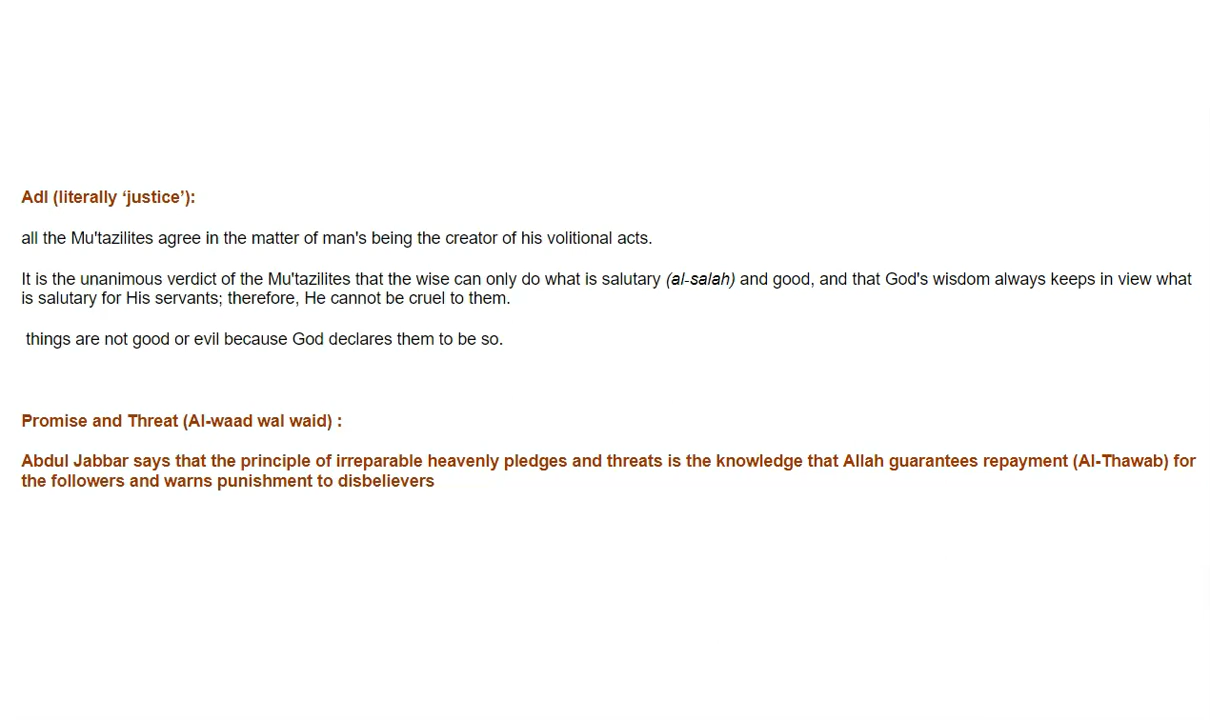 Adl (literally ‘justice’):
all the Mu'tazilites agree in the matter of man's being the creator of his volitional acts.
It is the unanimous verdict of the Mu'tazilites that the wise can only do what is salutary (al-salah) and good, and that God's wisdom always keeps in view what
is salutary for His servants; therefore, He cannot be cruel to them.
things are not good or evil because God declares them to be so.
Promise and Threat (Al-waad wal waid) :
Abdul Jabbar says that the principle of irreparable heavenly pledges and threats is the knowledge that Allah guarantees repayment (Al-Thawab) for
the followers and warns punishment to disbelievers